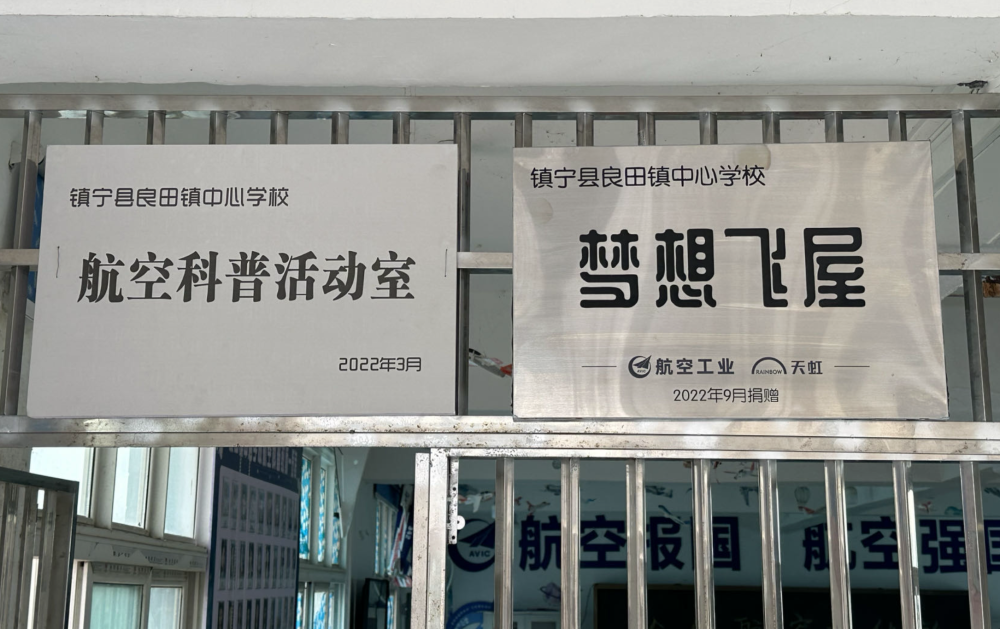 镇宁县良田镇中心学校
航空科普活动室
2022年3月
镇宁县良田镇中心学校
梦想飞屋
航空工业 RAINBOW 天虹
2022年9月捐赠
AVIC 航空报国 航空强国